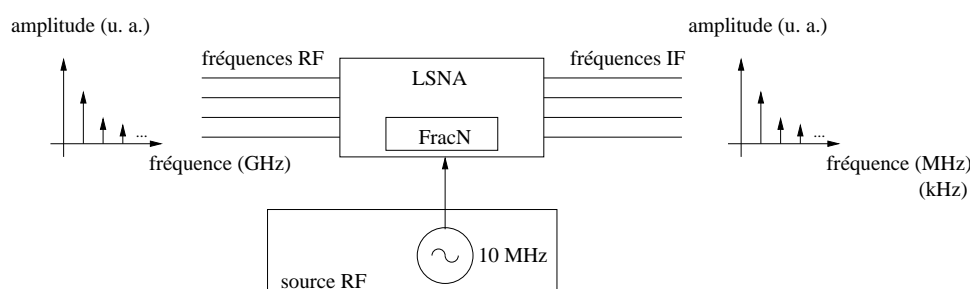 amplitude (u. a.)
fréquences RF
LSNA
FracN
fréquences IF
amplitude (u. a.)
...
fréquence (GHz)
...
fréquence (MHz)
(kHz)
10 MHz
source RF